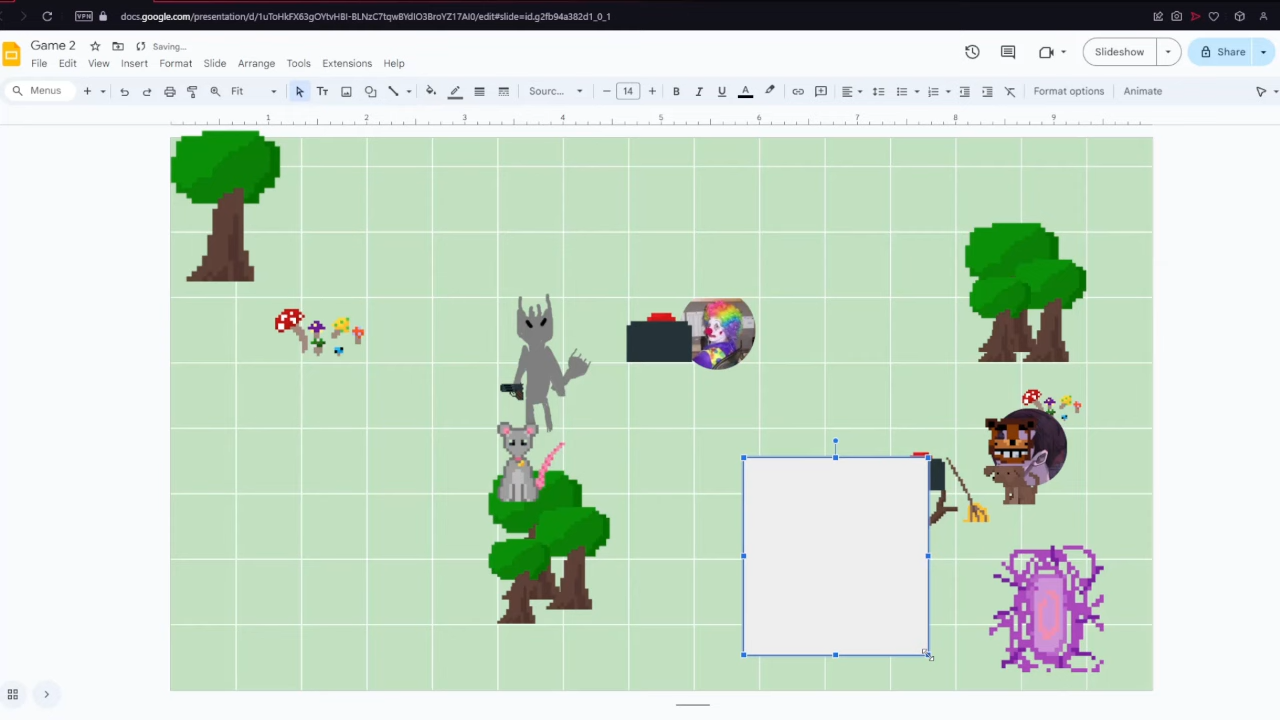 VPN docs.google.com/presentation/d/1uToHkFX63gOYtvHBI-BLNzC7tqwBYdIO3BroYZ17AI0/edit#slide=id.g2fb94a382d1_0_1
Game 2 Saving...
File Edit View Insert Format Slide Arrange Tools Extensions Help
Slideshow Share
Menus Fit Sourc... 14 B I U A Format options Animate
1 2 3 4 5 6 7 8 9